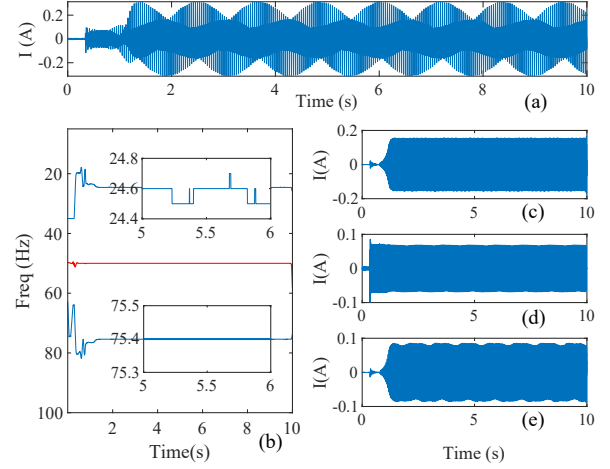 I (A)
0.2
0
-0.2
0 2 4 6 8 10
Time (s) (a)
Freq (Hz)
20
40
60
80
100
24.8
24.6
24.4
5 5.5 6
75.5
75.4
75.3
5 5.5 6
2 4 6 8 10
Time(s) (b)
I(A)
0.2
0
-0.2
0 5 10
(c)
I(A)
0.1
0
-0.1
0 5 10
(d)
I(A)
0.1
0
-0.1
0 5 10
(e)
Time (s)